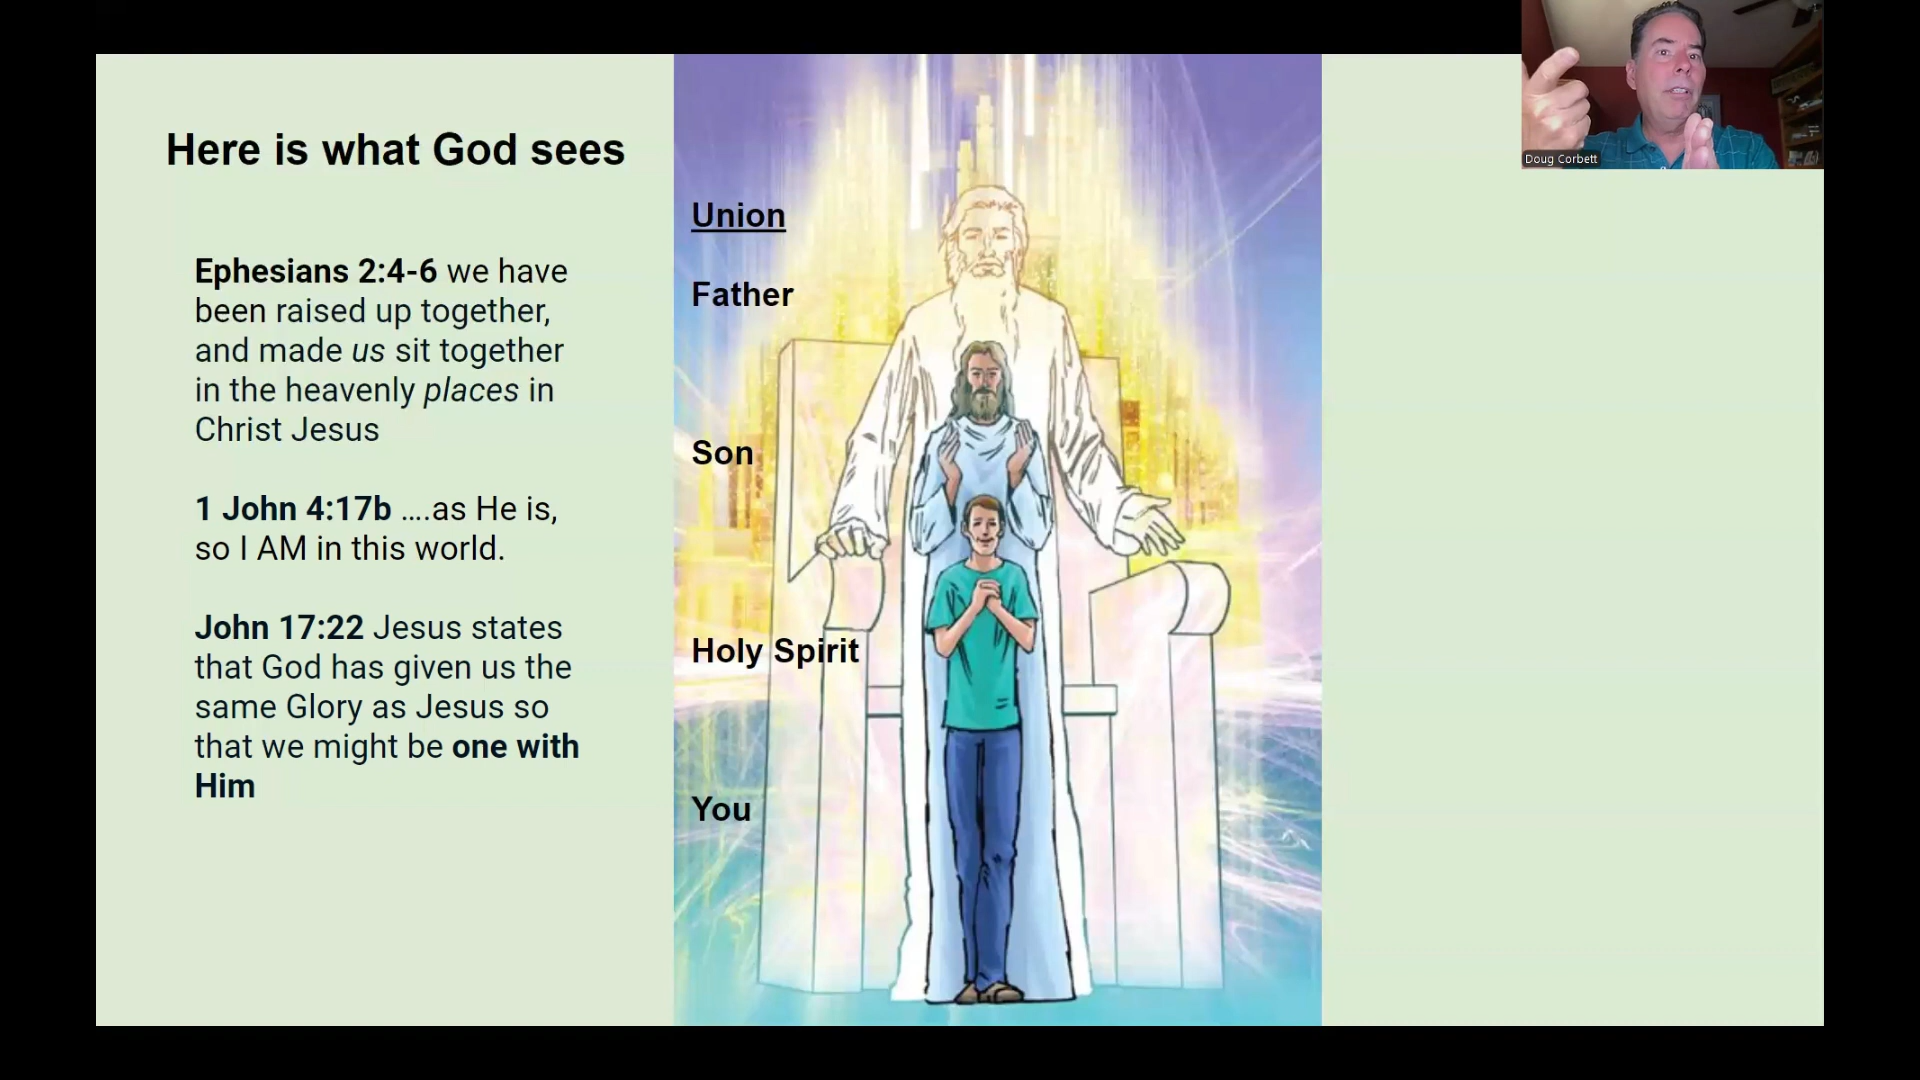 Here is what God sees
Ephesians 2:4-6 we have
been raised up together,
and made us sit together
in the heavenly places in
Christ Jesus
1 John 4:17b ....as He is,
so I AM in this world.
John 17:22 Jesus states
that God has given us the
same Glory as Jesus so
that we might be one with
Him
Union
Father
Son
Holy Spirit
You
Doug Corbett